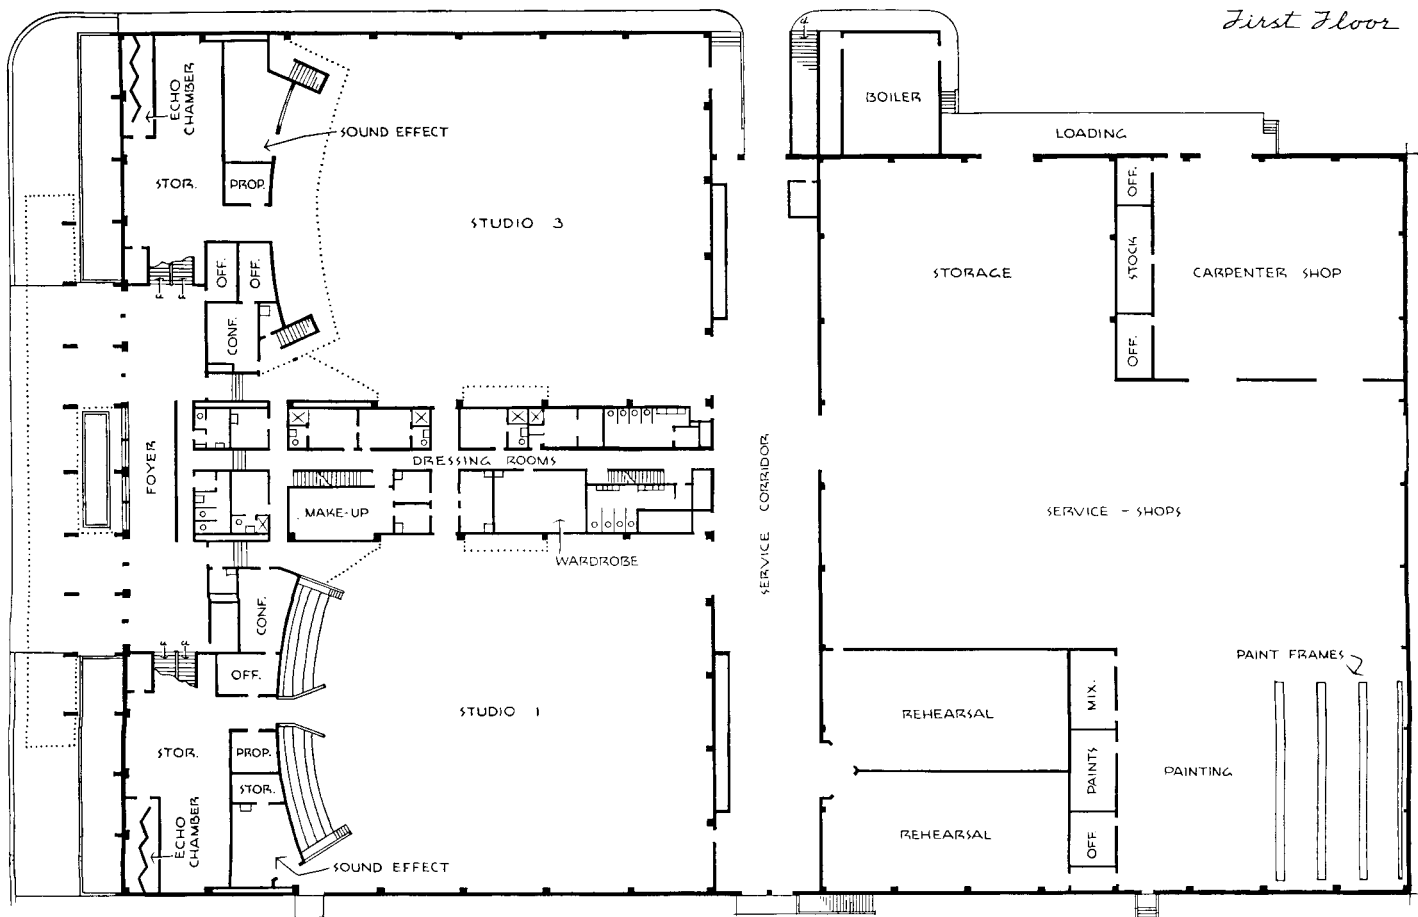 First Floor
ECHO
CHAMBER
SOUND EFFECT
STOR.
PROP.
STUDIO 3
OFF.
OFF.
CONF.
BOILER
LOADING
STORAGE
OFF.
STOCK
OFF.
CARPENTER SHOP
FOYER
DRESSING ROOMS
MAKE-UP
WARDROBE
SERVICE CORRIDOR
SERVICE - SHOPS
CONF.
OFF.
STUDIO 1
STOR.
PROP.
STOR.
ECHO
CHAMBER
SOUND EFFECT
REHEARSAL
REHEARSAL
MIX.
PAINTS
OFF
PAINTING
PAINT FRAMES